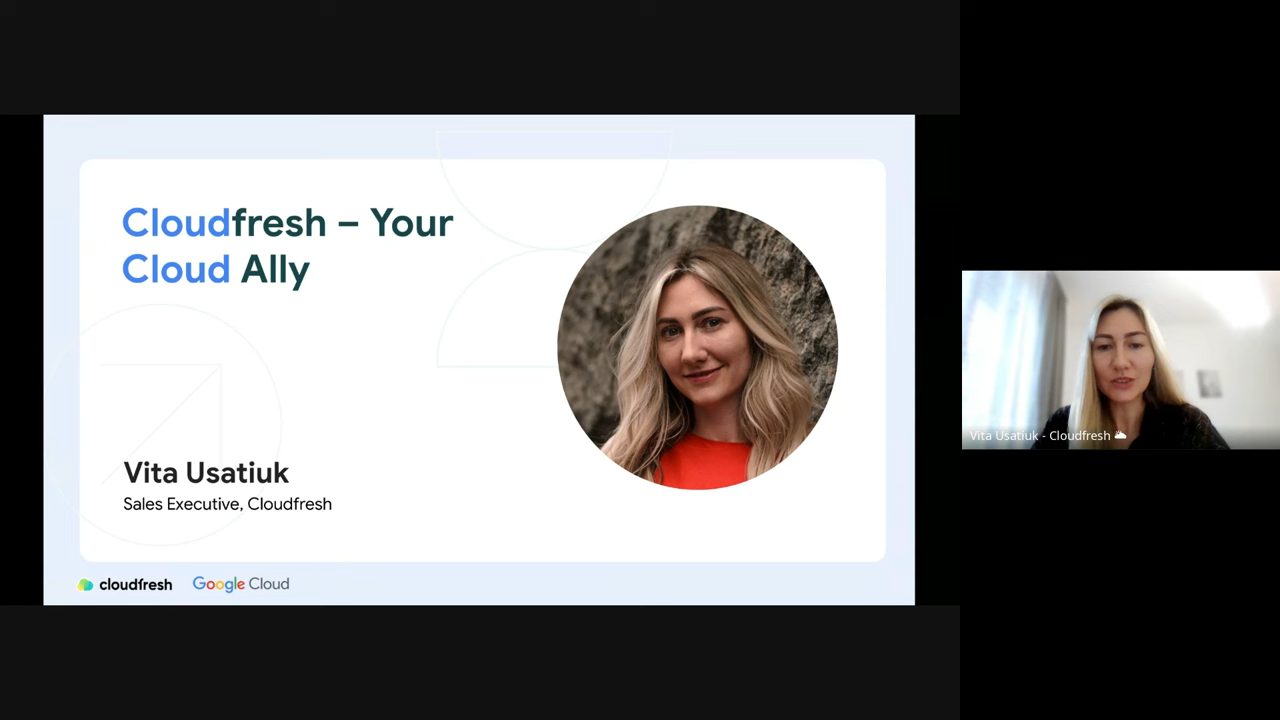 Cloudfresh – Your
Cloud Ally
Vita Usatiuk
Sales Executive, Cloudfresh
cloudfresh
Google Cloud
Vita Usatiuk - Cloudfresh 🌥️